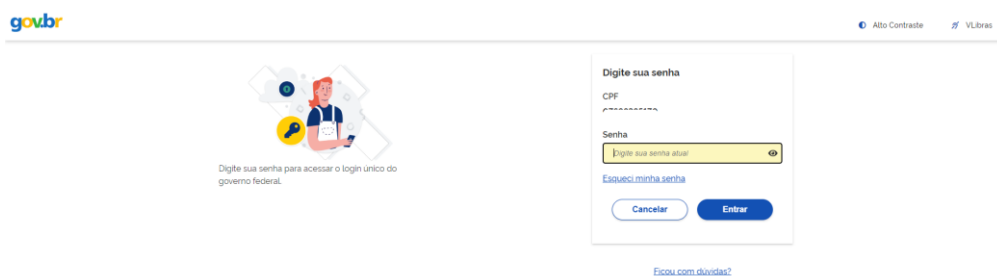 gov.br
Alto Contraste
VLibras
Digite sua senha para acessar o login único do
governo federal.
Digite sua senha
CPF
Senha
Digite sua senha atual
Esqueci minha senha
Cancelar
Entrar
Ficou com dúvidas?